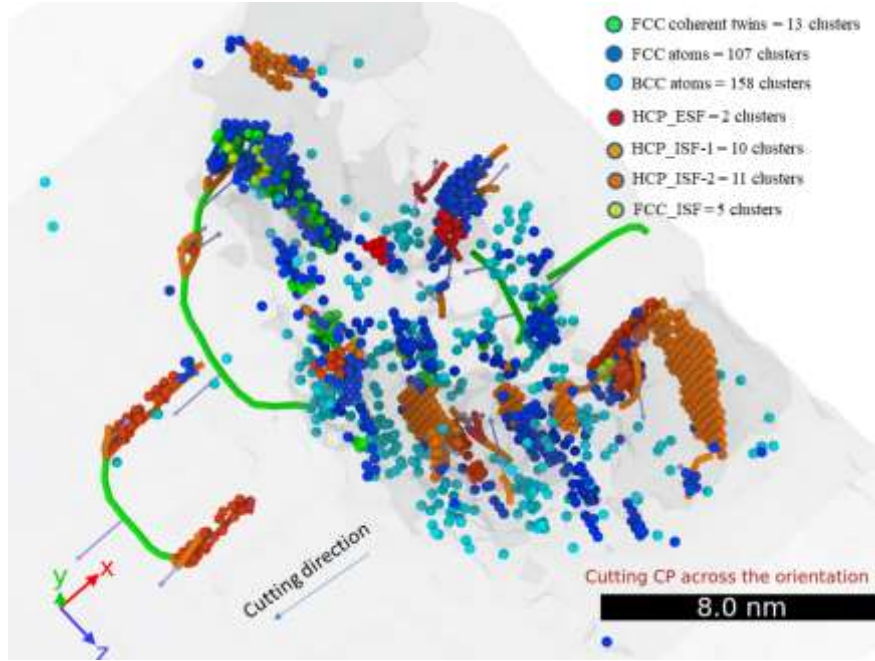 FCC coherent twins = 13 clusters
FCC atoms = 107 clusters
BCC atoms = 158 clusters
HCP_ESF = 2 clusters
HCP_ISF-1 = 10 clusters
HCP_ISF-2 = 11 clusters
FCC_ISF = 5 clusters
Cutting direction
y
x
z
Cutting CP across the orientation
8.0 nm